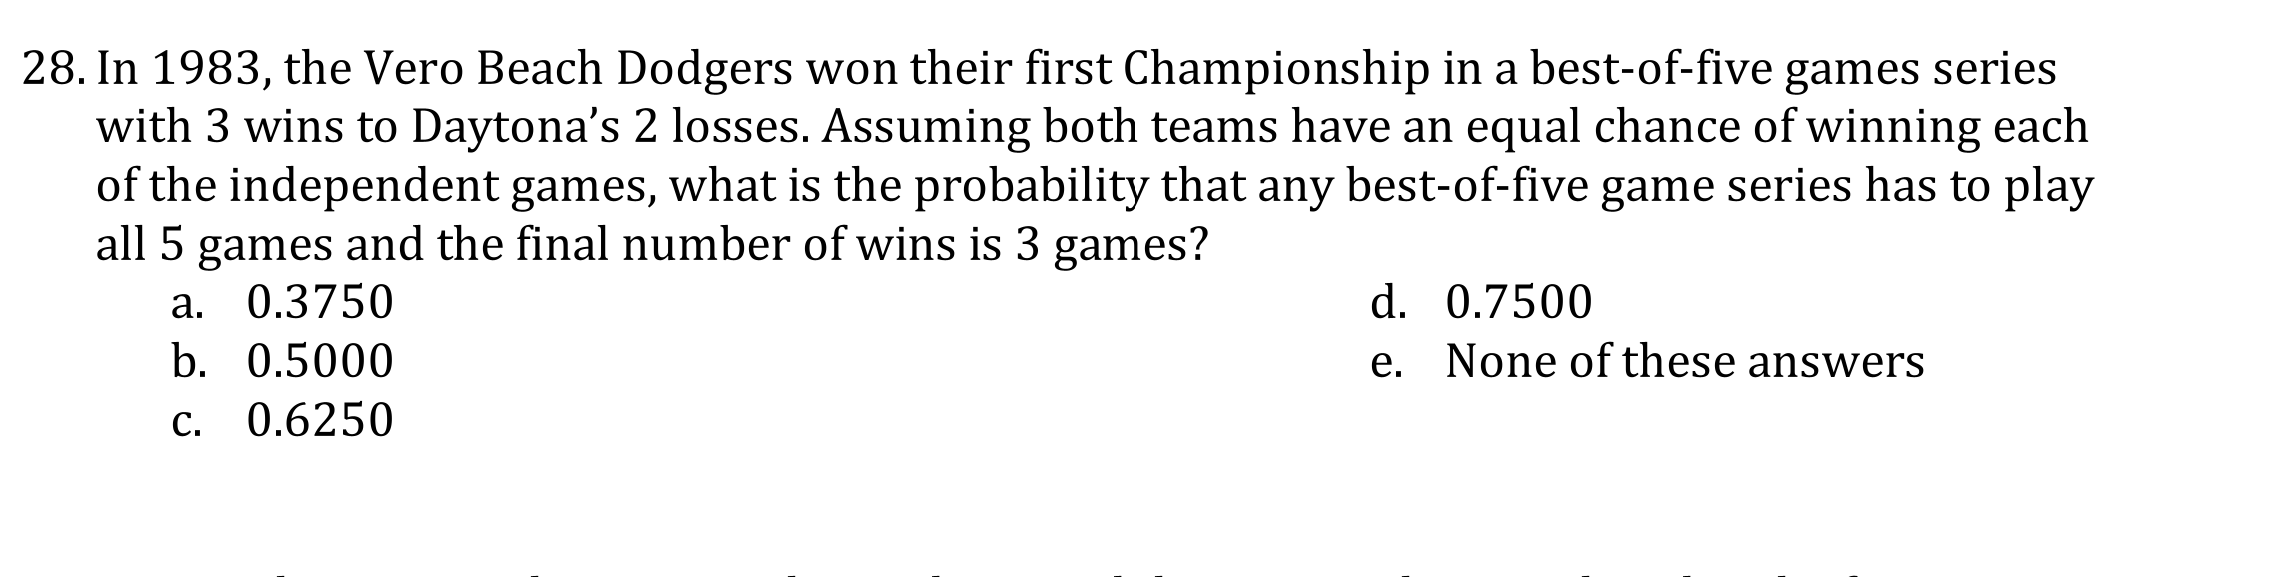 28. In 1983, the Vero Beach Dodgers won their first Championship in a best-of-five games series
with 3 wins to Daytona’s 2 losses. Assuming both teams have an equal chance of winning each
of the independent games, what is the probability that any best-of-five game series has to play
all 5 games and the final number of wins is 3 games?
a. 0.3750
b. 0.5000
c. 0.6250
d. 0.7500
e. None of these answers